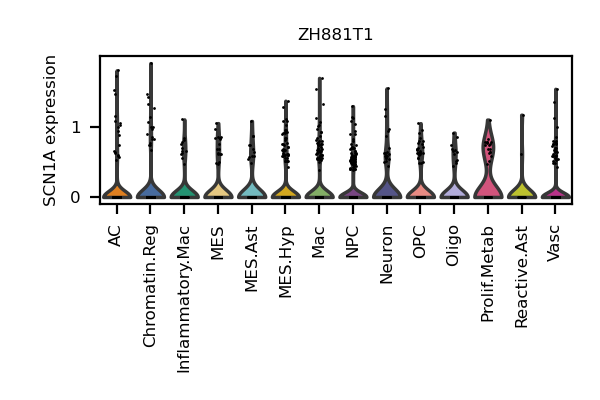 ZH881T1
SCN1A expression
1
0
AC
Chromatin.Reg
Inflammatory.Mac
MES
MES.Ast
MES.Hyp
Mac
NPC
Neuron
OPC
Oligo
Prolif.Metab
Reactive.Ast
Vasc